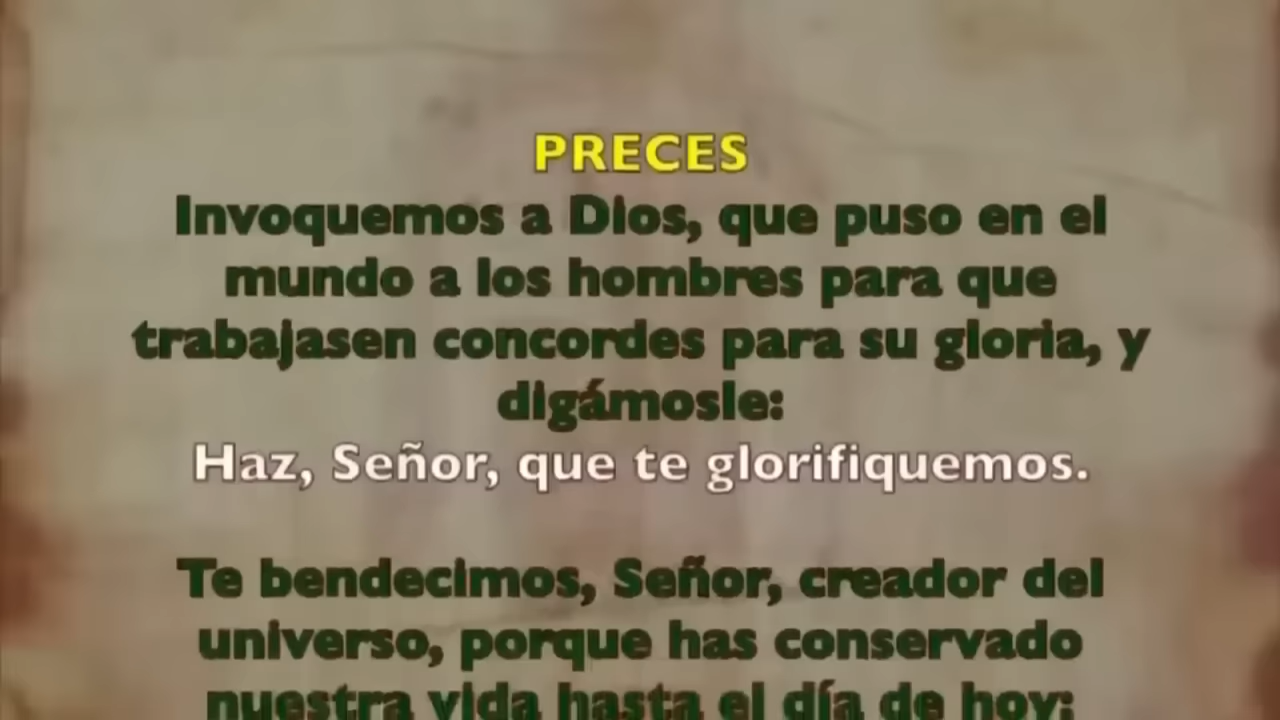 PRECES
Invoquemos a Dios, que puso en el
mundo a los hombres para que
trabajasen concordes para su gloria, y
digámosle:
Haz, Señor, que te glorifiquemos.
Te bendecimos, Señor, creador del
universo, porque has conservado
nuestra vida hasta el día de hoy;